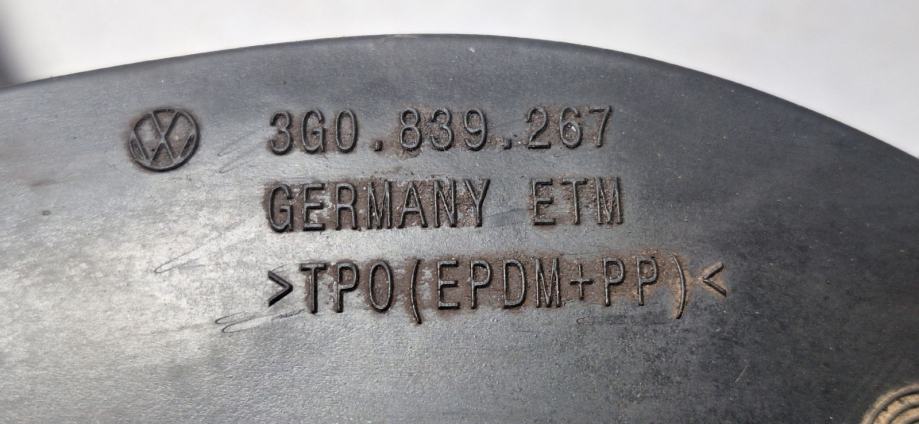 3G0.839.267
GERMANY ETM
>TPO(EPDM+PP)<